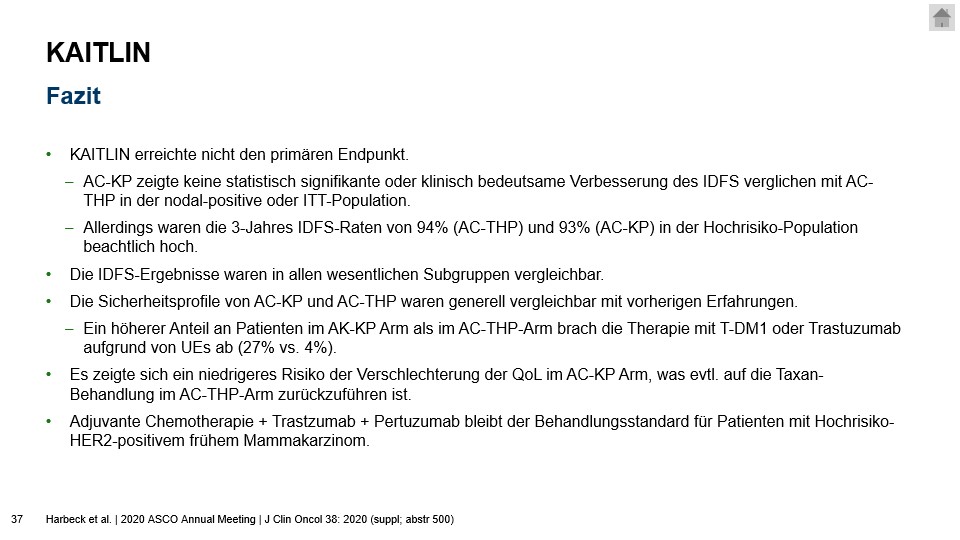 KAITLIN
Fazit
• KAITLIN erreichte nicht den primären Endpunkt.
– AC-KP zeigte keine statistisch signifikante oder klinisch bedeutsame Verbesserung des IDFS verglichen mit AC-
THP in der nodal-positive oder ITT-Population.
– Allerdings waren die 3-Jahres IDFS-Raten von 94% (AC-THP) und 93% (AC-KP) in der Hochrisiko-Population
beachtlich hoch.
• Die IDFS-Ergebnisse waren in allen wesentlichen Subgruppen vergleichbar.
• Die Sicherheitsprofile von AC-KP und AC-THP waren generell vergleichbar mit vorherigen Erfahrungen.
– Ein höherer Anteil an Patienten im AK-KP Arm als im AC-THP-Arm brach die Therapie mit T-DM1 oder Trastuzumab
aufgrund von UEs ab (27% vs. 4%).
• Es zeigte sich ein niedrigeres Risiko der Verschlechterung der QoL im AC-KP Arm, was evtl. auf die Taxan-
Behandlung im AC-THP-Arm zurückzuführen ist.
• Adjuvante Chemotherapie + Trastzumab + Pertuzumab bleibt der Behandlungsstandard für Patienten mit Hochrisiko-
HER2-positivem frühem Mammakarzinom.
37 Harbeck et al. | 2020 ASCO Annual Meeting | J Clin Oncol 38: 2020 (suppl; abstr 500)